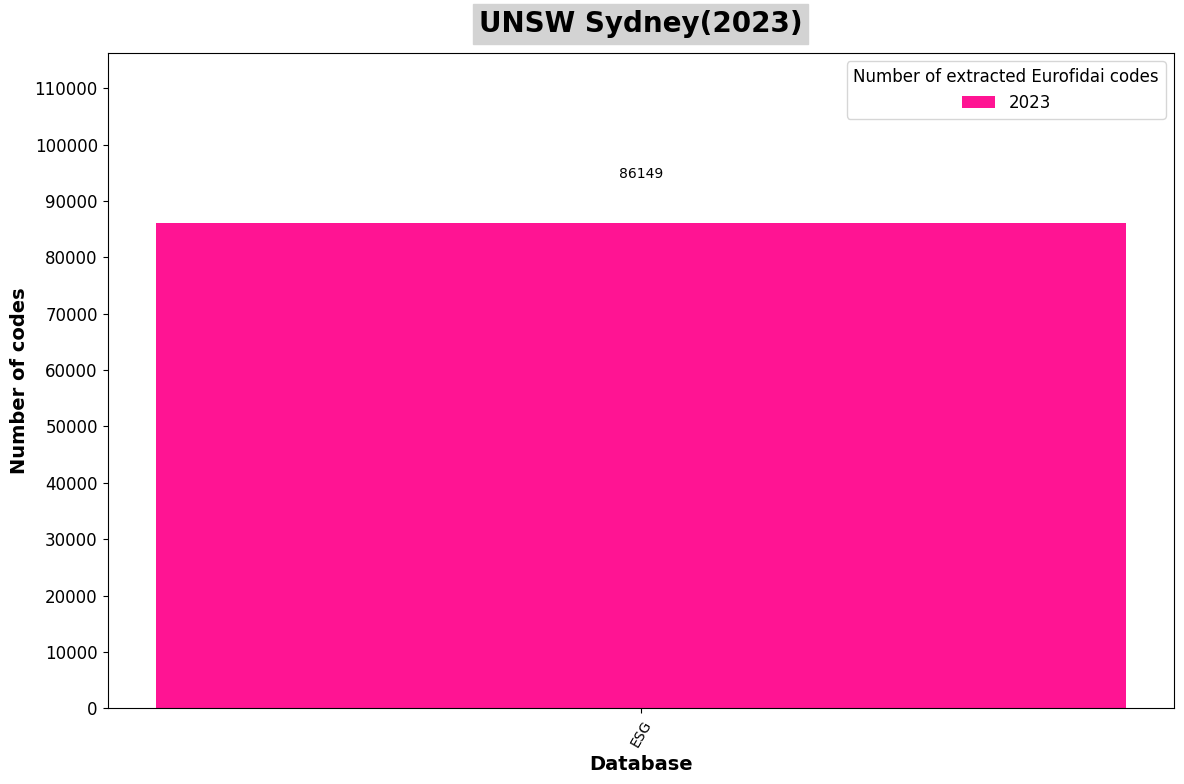 UNSW Sydney(2023)
Number of extracted Eurofidai codes
2023
110000
100000
90000
80000
70000
60000
50000
40000
30000
20000
10000
0
Number of codes
86149
ESG
Database